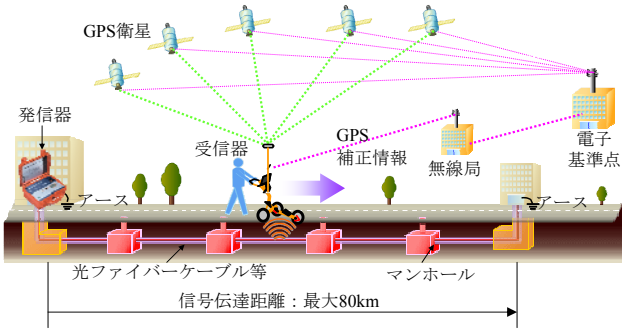 GPS衛星
発信器
受信器
GPS
補正情報
無線局
電子
基準点
アース
アース
光ファイバーケーブル等
マンホール
信号伝達距離：最大80km